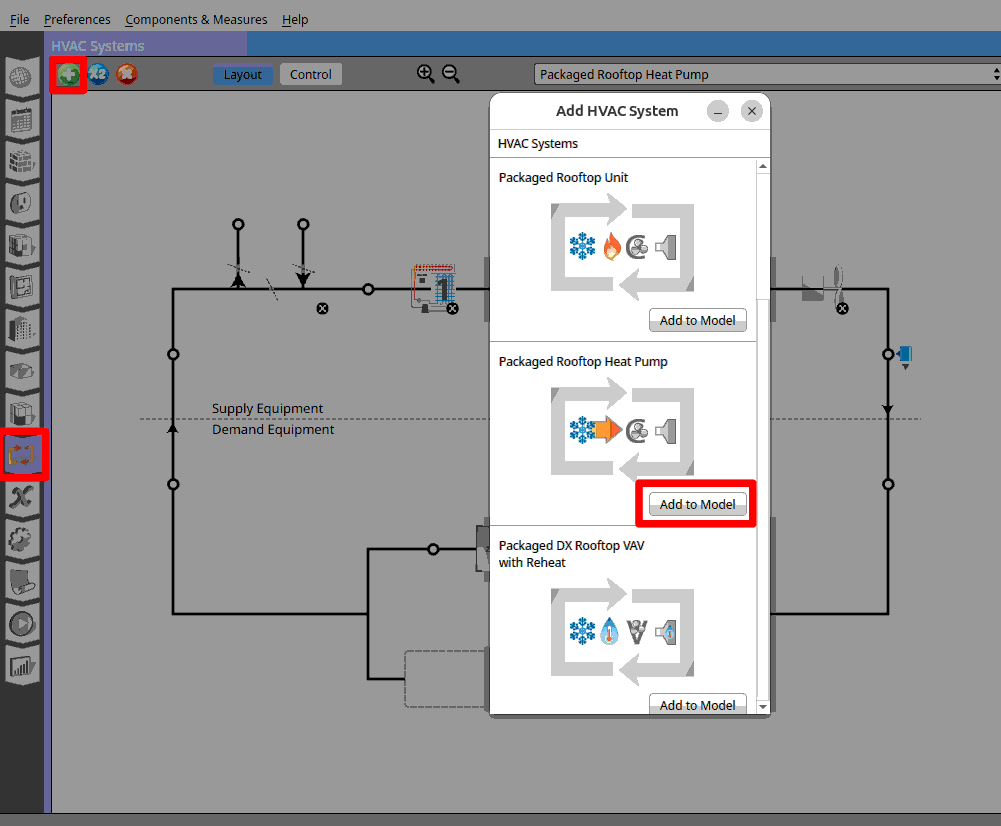 File Preferences Components & Measures Help
HVAC Systems
X2
Layout Control Packaged Rooftop Heat Pump
Add HVAC System
HVAC Systems
Packaged Rooftop Unit
Add to Model
Packaged Rooftop Heat Pump
Supply Equipment
Demand Equipment
Add to Model
Packaged DX Rooftop VAV
with Reheat
Add to Model